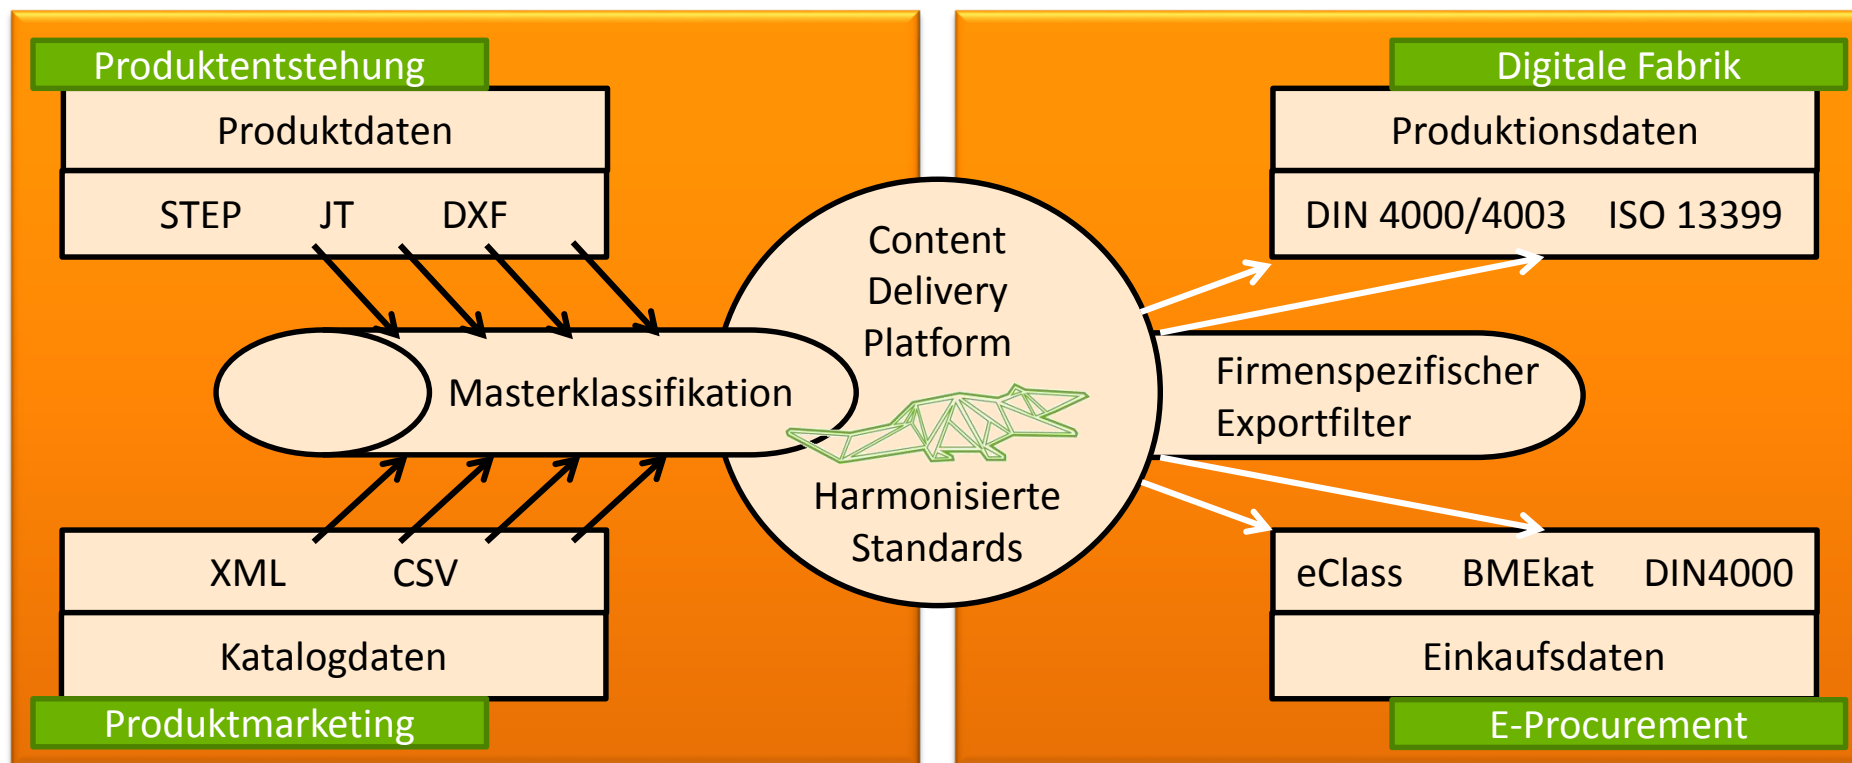 Produktentstehung
Produktdaten
STEP JT DXF
Masterklassifikation
XML CSV
Katalogdaten
Produktmarketing
Content
Delivery
Platform
Harmonisierte
Standards
Digitale Fabrik
Produktionsdaten
DIN 4000/4003 ISO 13399
Firmenspezifischer
Exportfilter
eClass BMEkat DIN4000
Einkaufsdaten
E-Procurement